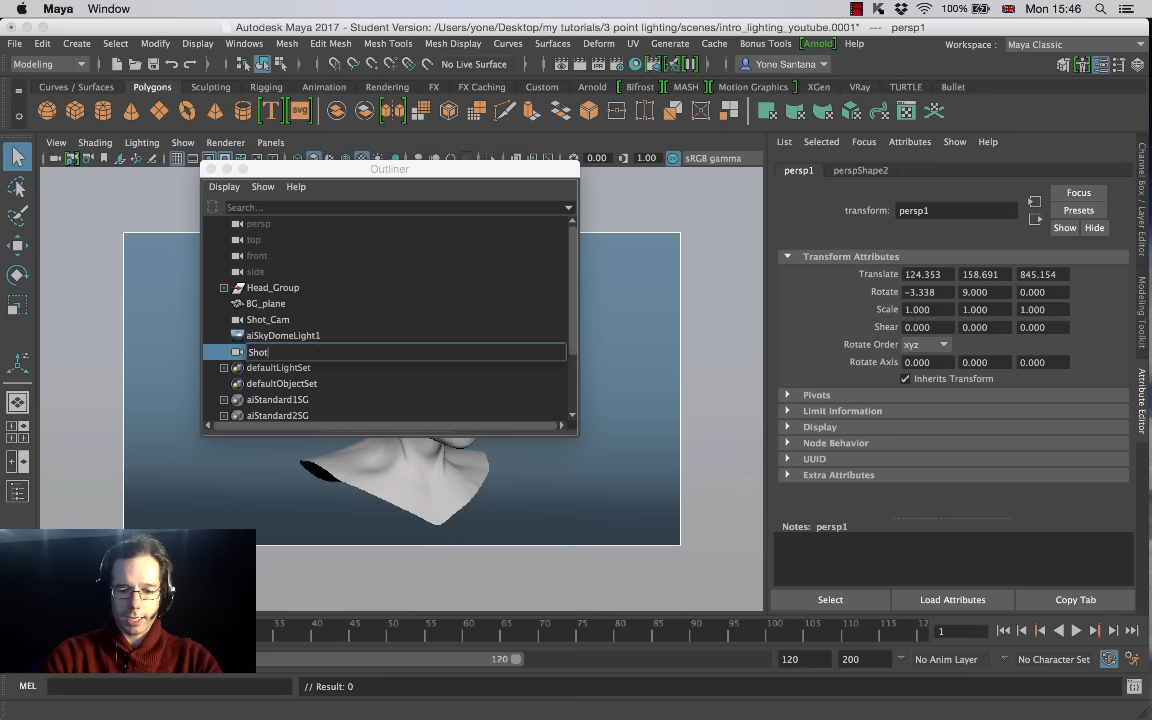 Maya Window 100% Mon 15:46
Autodesk Maya 2017 - Student Version: /Users/yone/Desktop/my tutorials/3 point lighting/scenes/intro_lighting_youtube.0001* --- persp1
File Edit Create Select Modify Display Windows Mesh Edit Mesh Mesh Tools Mesh Display Curves Surfaces Deform UV Generate Cache Bonus Tools Arnold Help Workspace : Maya Classic
Modeling No Live Surface Yone Santana
Curves / Surfaces Polygons Sculpting Rigging Animation Rendering FX FX Caching Custom Arnold Bifrost MASH Motion Graphics XGen VRay TURTLE Bullet
T svg
View Shading Lighting Show Renderer Panels
0.00 1.00 sRGB gamma
Outliner
Display Show Help
Search...
persp
top
front
side
Head_Group
BG_plane
Shot_Cam
aiSkyDomeLight1
Shot
defaultLightSet
defaultObjectSet
aiStandard1SG
aiStandard2SG
List Selected Focus Attributes Show Help
persp1 perspShape2
Focus
transform: persp1 Presets
Show Hide
Transform Attributes
Translate 124.353 158.691 845.154
Rotate -3.338 9.000 0.000
Scale 1.000 1.000 1.000
Shear 0.000 0.000 0.000
Rotate Order xyz
Rotate Axis 0.000 0.000 0.000
Inherits Transform
Pivots
Limit Information
Display
Node Behavior
UUID
Extra Attributes
Notes: persp1
Select Load Attributes Copy Tab
Channel Box / Layer Editor
Modeling Toolkit
Attribute Editor
35 40 45 50 55 60 65 70 75 80 85 90 95 100 105 110 115 12 1
120 120 200 No Anim Layer No Character Set
MEL // Result: 0